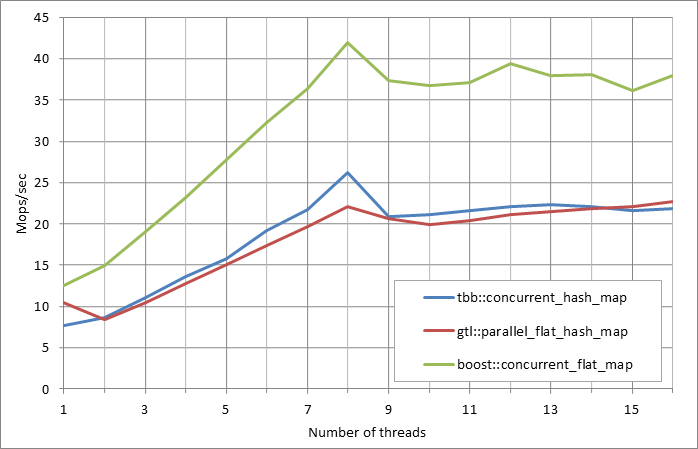 45
40
35
30
25
20
15
10
5
0
Mops/sec
tbb::concurrent_hash_map
gtl::parallel_flat_hash_map
boost::concurrent_flat_map
1 3 5 7 9 11 13 15
Number of threads